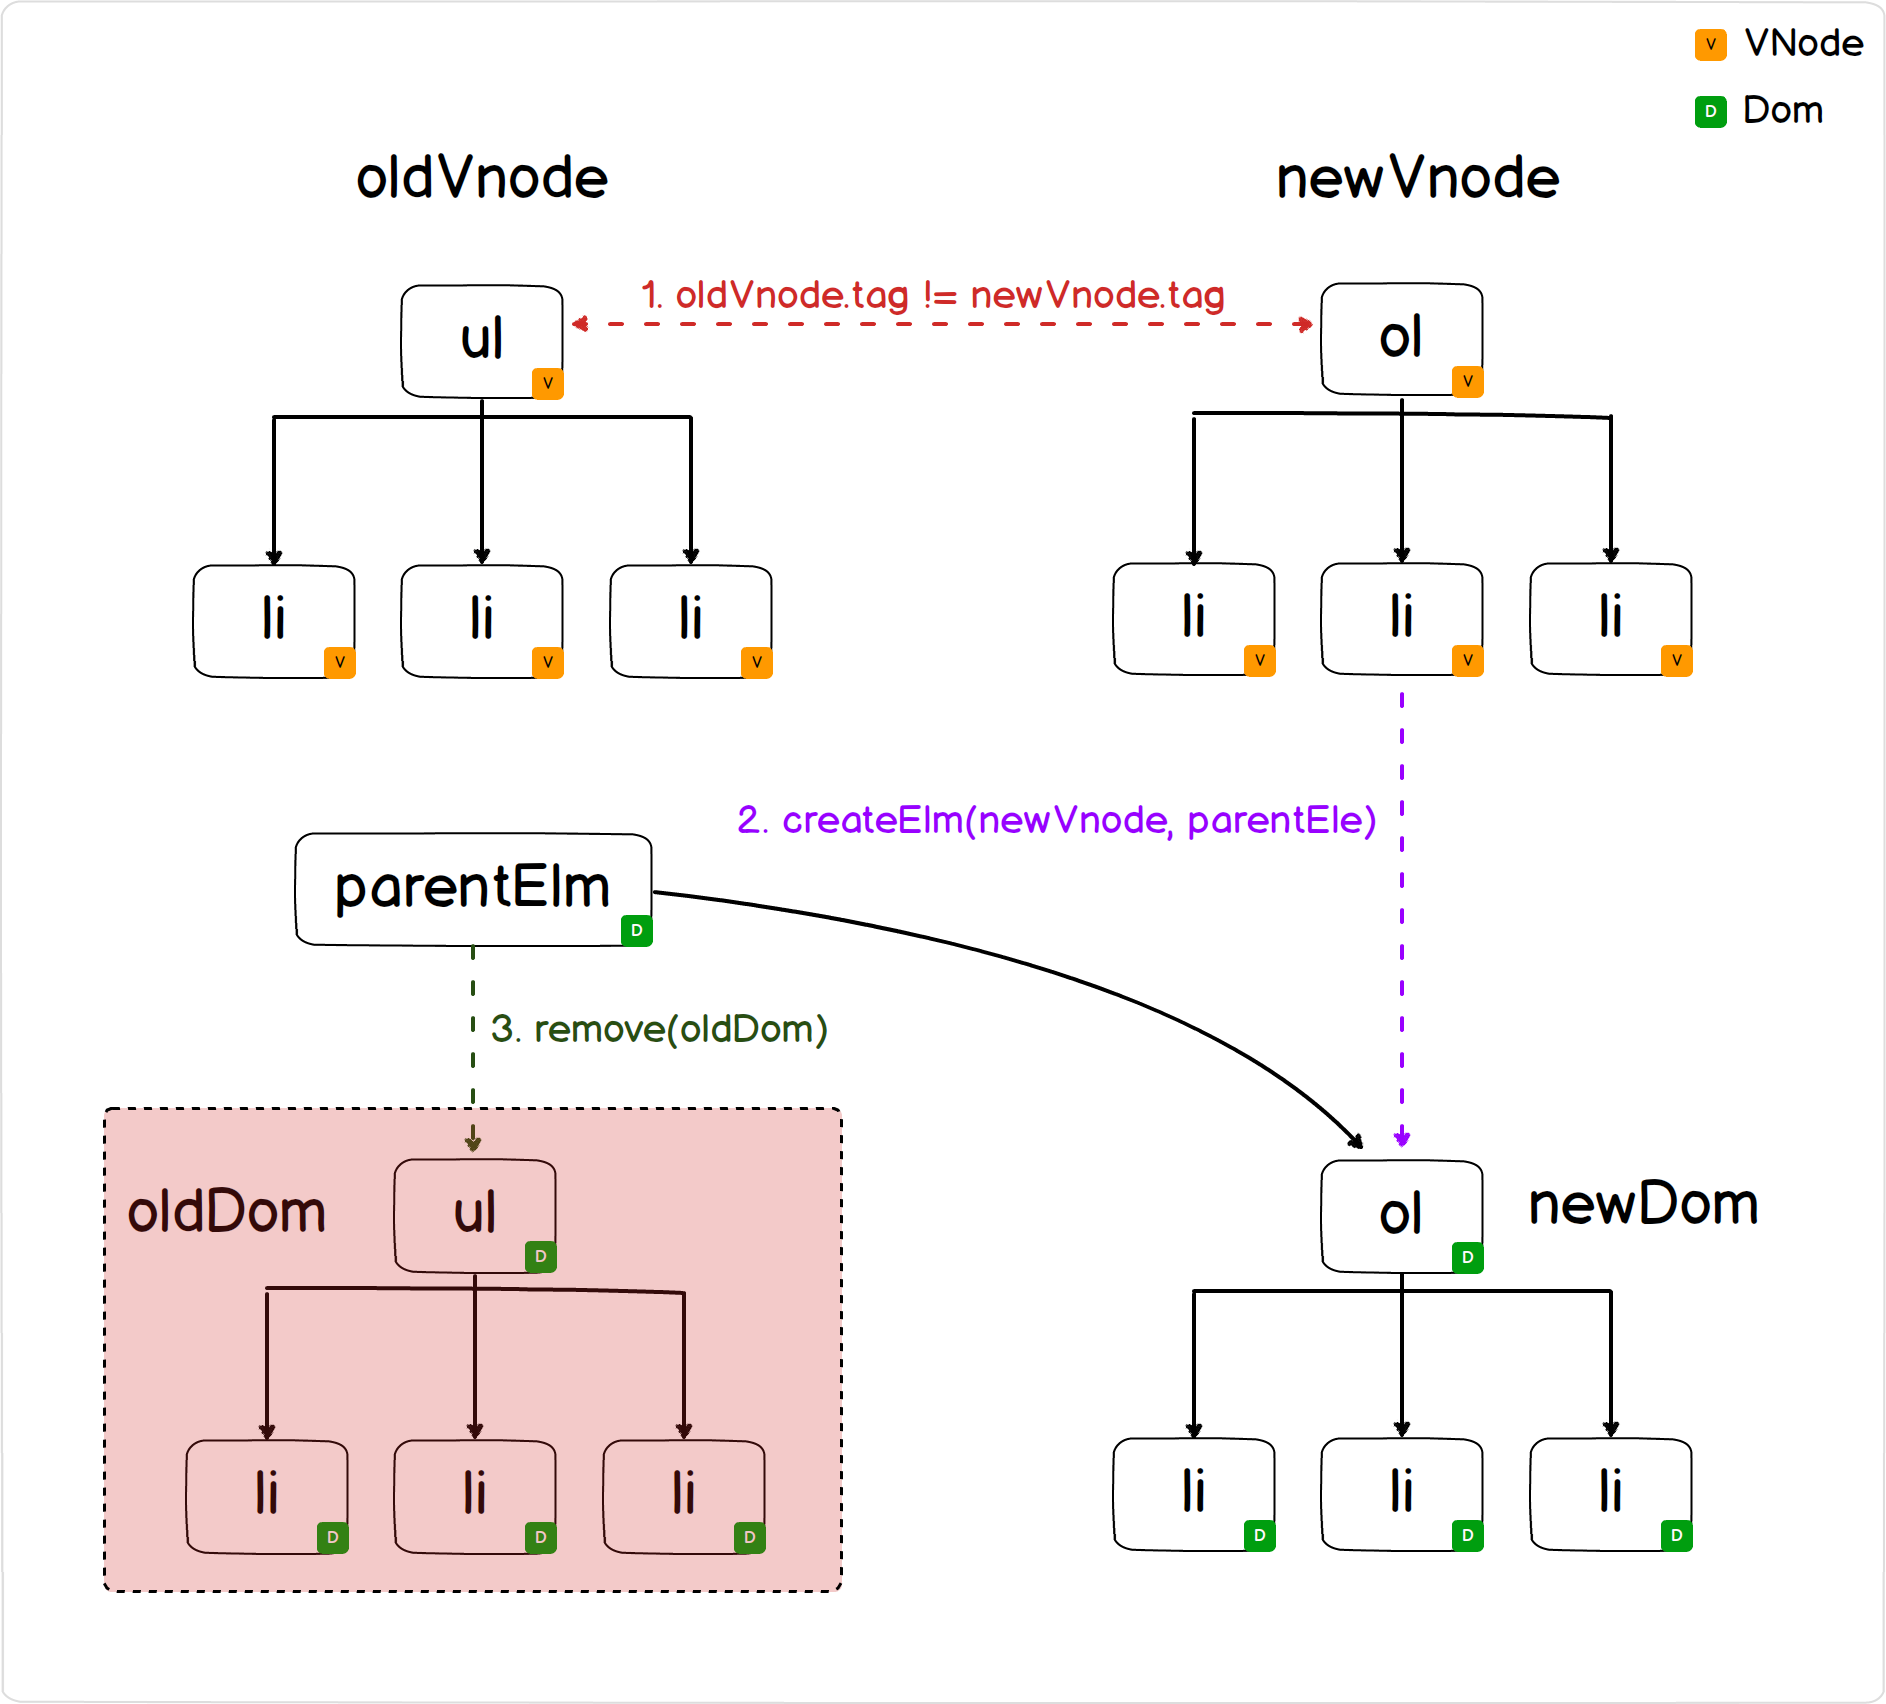 V VNode
D Dom
oldVnode
newVnode
1. oldVnode.tag != newVnode.tag
ul
V
ol
V
li
V
li
V
li
V
li
V
li
V
li
V
2. createElm(newVnode, parentEle)
parentElm
D
3. remove(oldDom)
oldDom
ul
D
ol
D
newDom
li
D
li
D
li
D
li
D
li
D
li
D